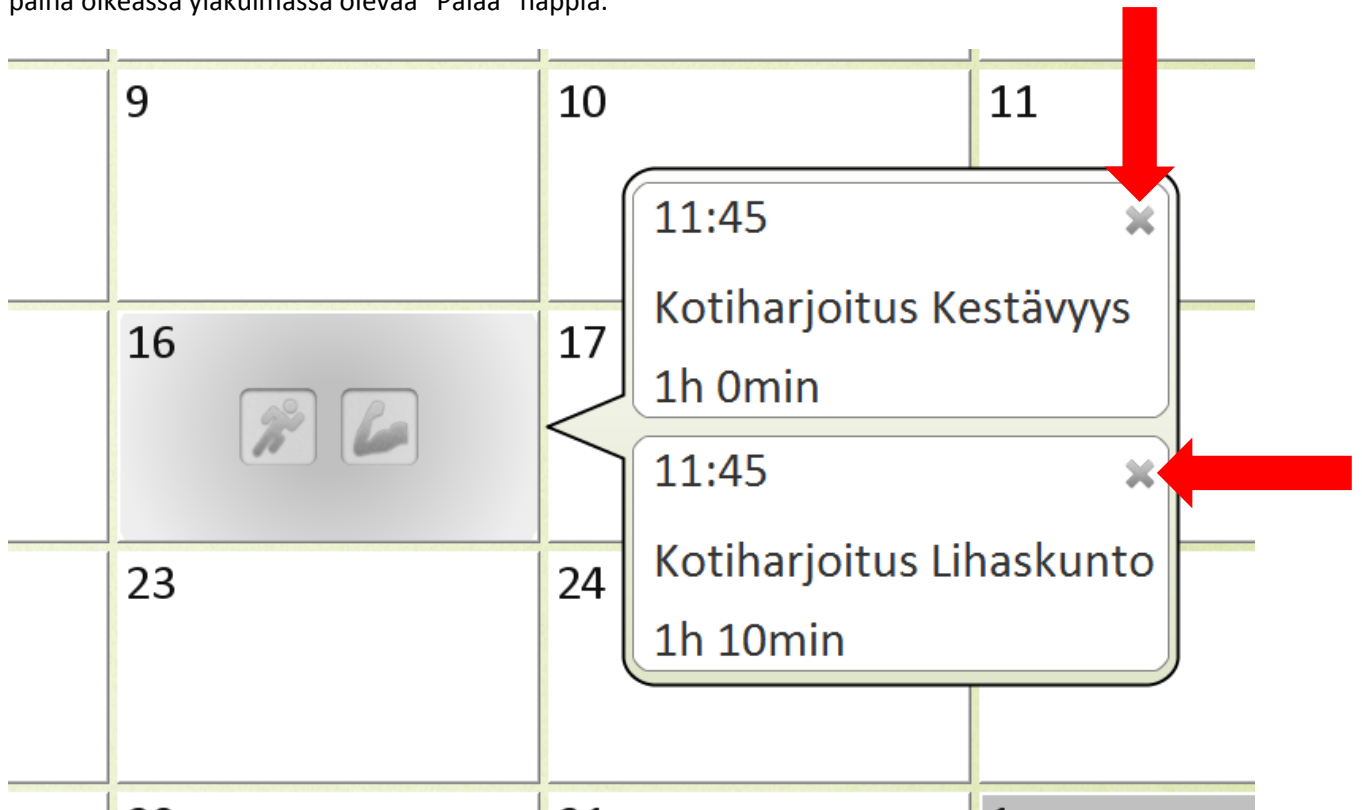 paina oikeassa yläkulmassa olevaa "Palaa" nappia.
9
10
11
11:45
Kotiharjoitus Kestävyys
1h 0min
16
17
11:45
Kotiharjoitus Lihaskunto
1h 10min
23
24